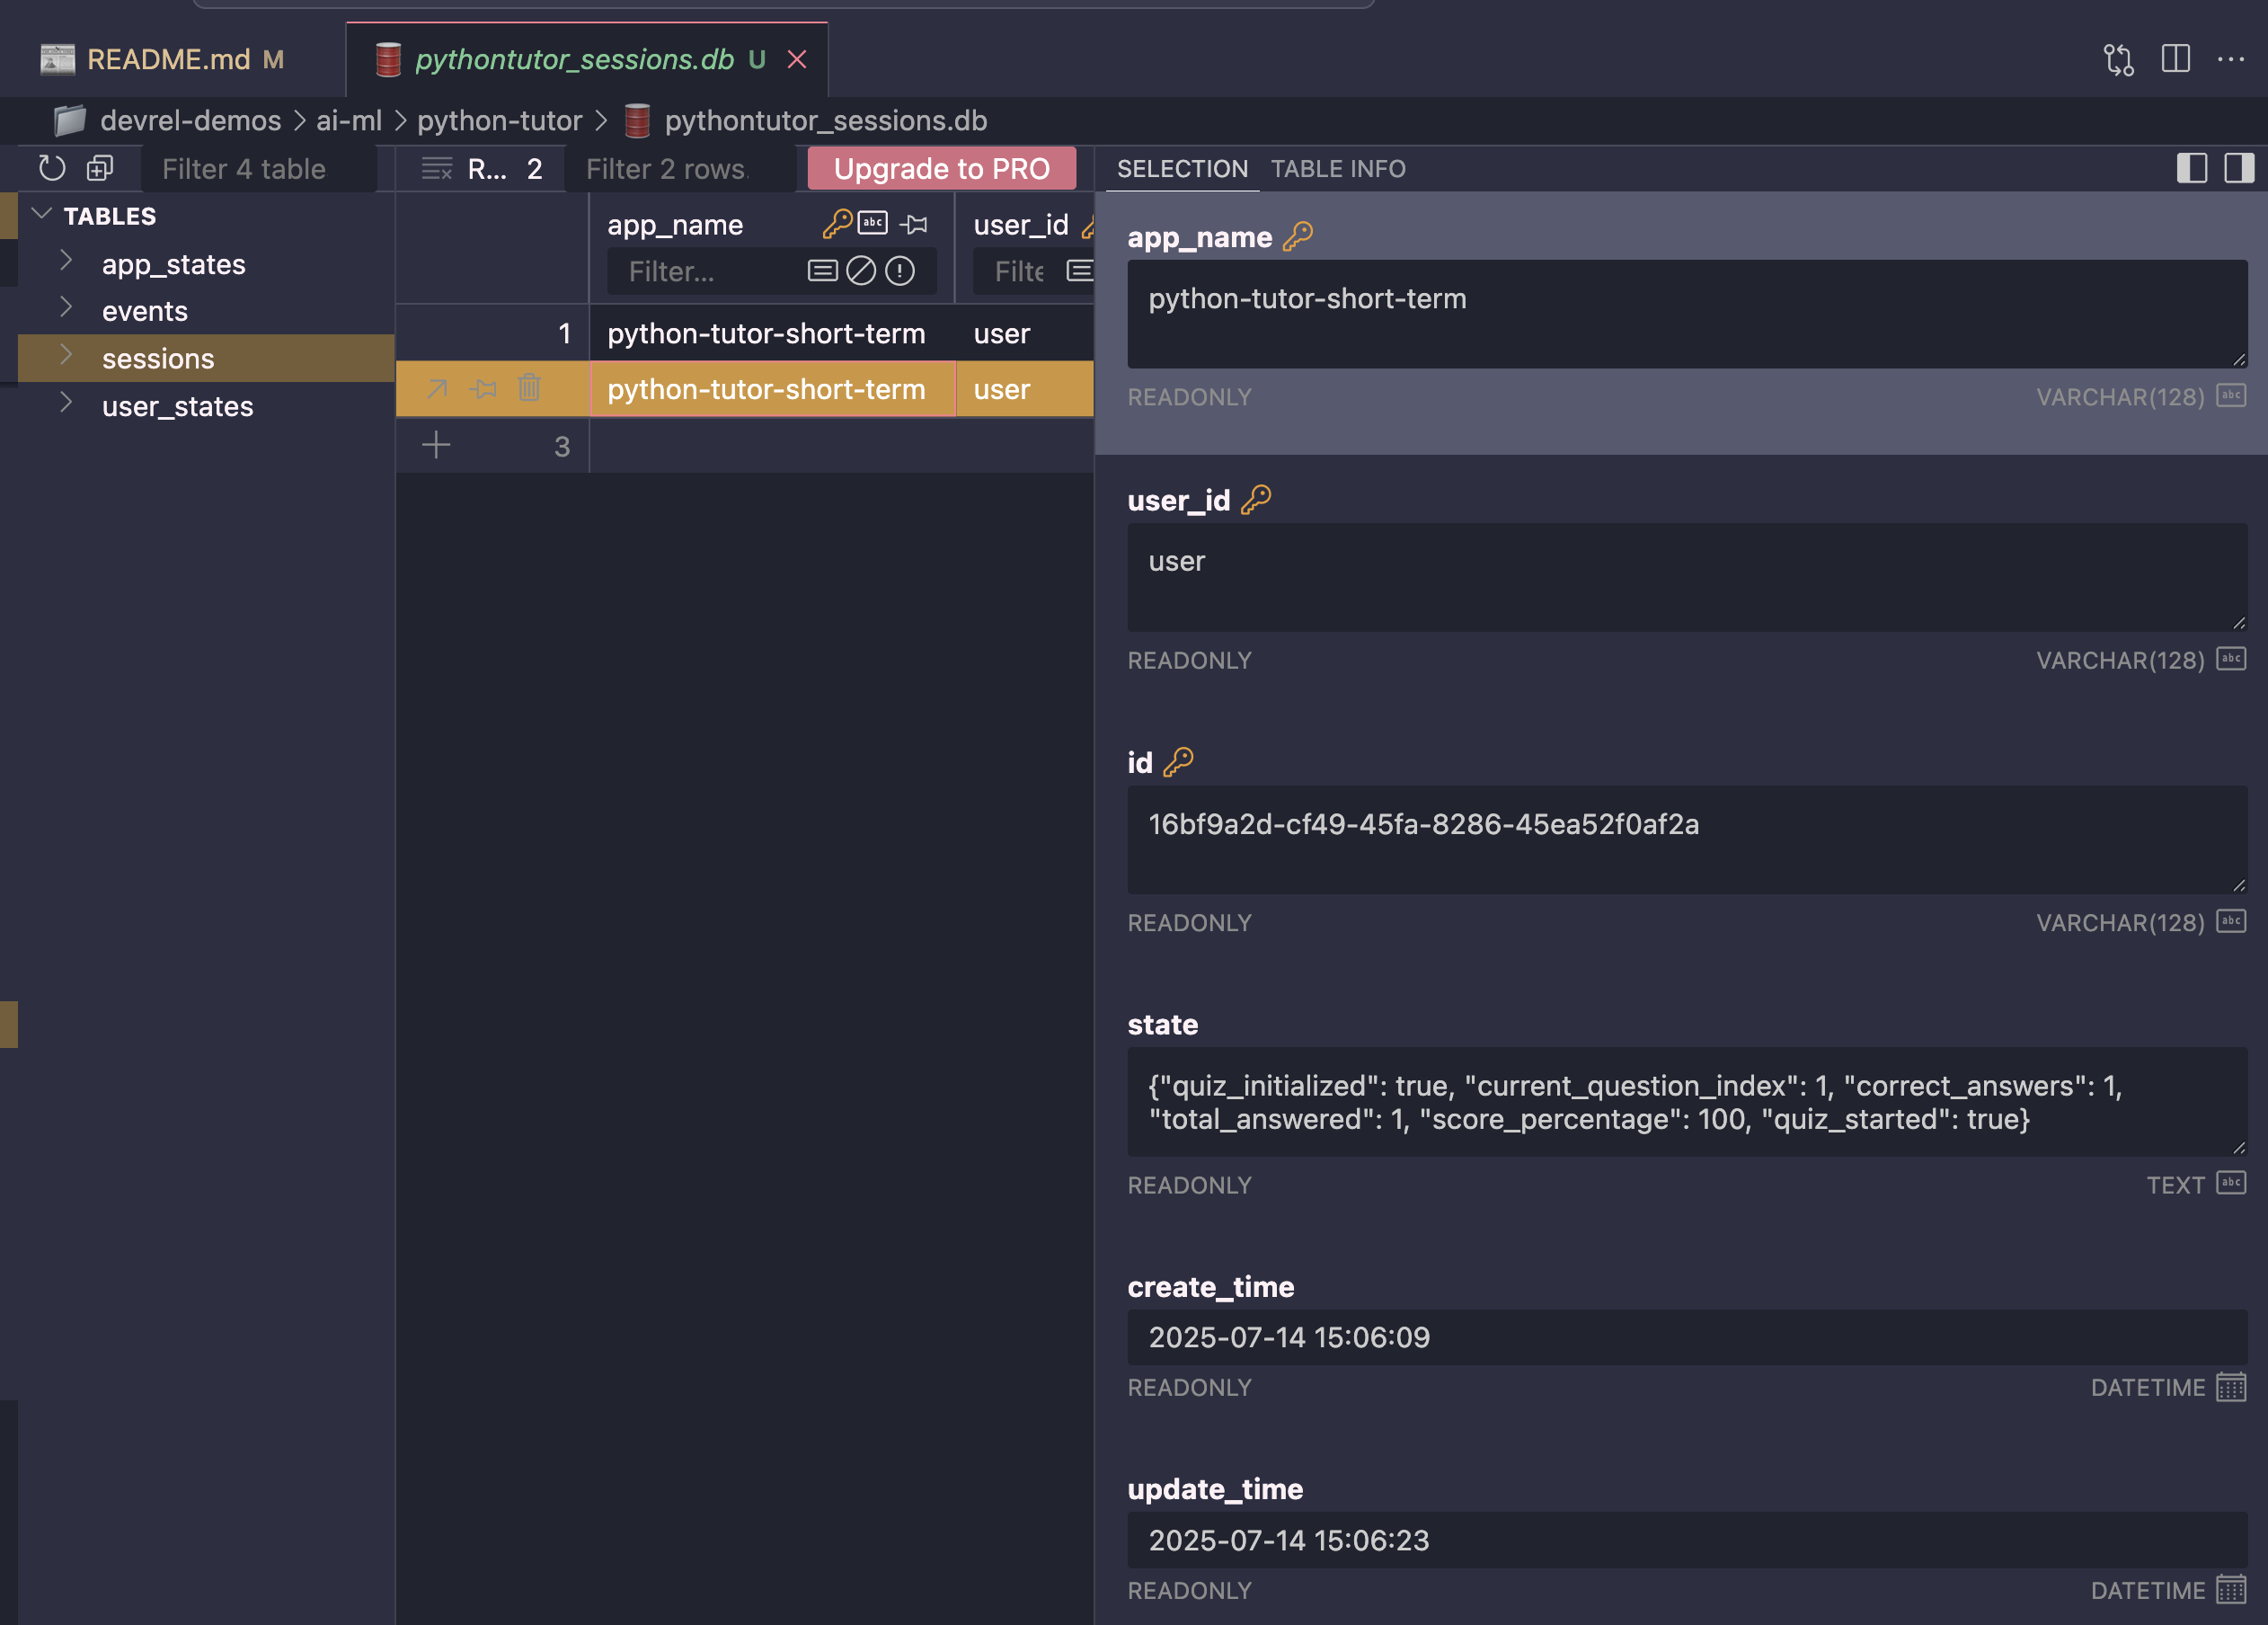 README.md M
pythontutor_sessions.db U
devrel-demos > ai-ml > python-tutor > pythontutor_sessions.db
Filter 4 table
R... 2
Filter 2 rows.
Upgrade to PRO
SELECTION
TABLE INFO
TABLES
app_states
events
sessions
user_states
app_name
user_id
Filter...
Filte
1 python-tutor-short-term user
python-tutor-short-term user
3
app_name
python-tutor-short-term
READONLY VARCHAR(128) abc
user_id
user
READONLY VARCHAR(128) abc
id
16bf9a2d-cf49-45fa-8286-45ea52f0af2a
READONLY VARCHAR(128) abc
state
{"quiz_initialized": true, "current_question_index": 1, "correct_answers": 1,
"total_answered": 1, "score_percentage": 100, "quiz_started": true}
READONLY TEXT abc
create_time
2025-07-14 15:06:09
READONLY DATETIME
update_time
2025-07-14 15:06:23
READONLY DATETIME